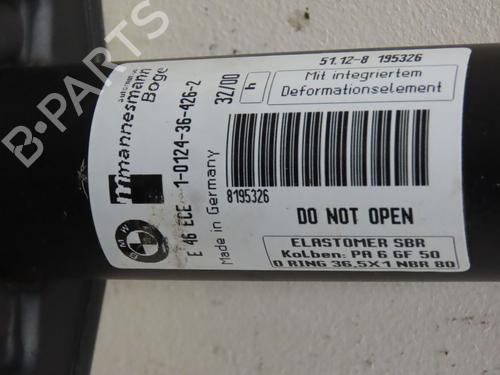 51.12-8 195326
Mit integriertem
Deformationselement
automotive
mannesmann
Boge
E 46 ECE 1-0124-36-426-2
32/00
h
Made in Germany
8195326
DO NOT OPEN
BMW
ELASTOMER SBR
Kolben: PA 6 GF 50
O RING 36,5X1 NBR 80
B-Parts